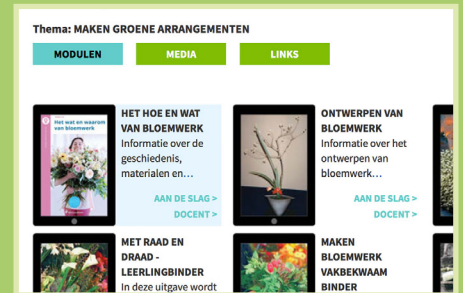 Thema: MAKEN GROENE ARRANGEMENTEN
MODULEN
MEDIA
LINKS
Het wat en waarom
van bloemwerk
HET HOE EN WAT
VAN BLOEMWERK
Informatie over de
geschiedenis,
materialen en…
AAN DE SLAG >
DOCENT >
ONTWERPEN VAN
BLOEMWERK
Informatie over het
ontwerpen van
bloemwerk…
AAN DE SLAG >
DOCENT >
MET RAAD EN
DRAAD -
LEERLINGBINDER
In deze uitgave wordt
MAKEN
BLOEMWERK
VAKBEKWAAM
BINDER